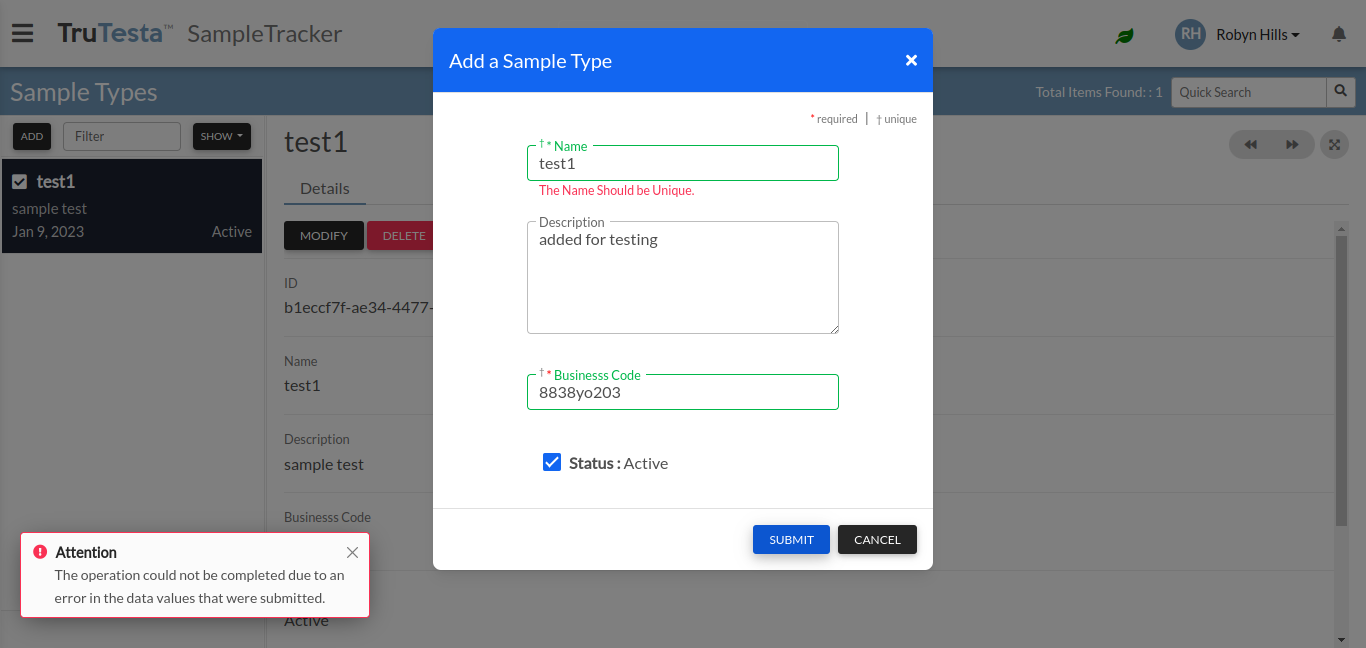 TruTesta™ SampleTracker
RH Robyn Hills
Sample Types
Total Items Found: : 1
Quick Search
ADD
Filter
SHOW
test1
sample test
Jan 9, 2023 Active
test1
Details
MODIFY
DELETE
ID
b1eccf7f-ae34-4477-
Name
test1
Description
sample test
Businesss Code
Active
Add a Sample Type
* required | † unique
† * Name
test1
The Name Should be Unique.
Description
added for testing
† * Businesss Code
8838yo203
Status : Active
SUBMIT
CANCEL
Attention
The operation could not be completed due to an
error in the data values that were submitted.